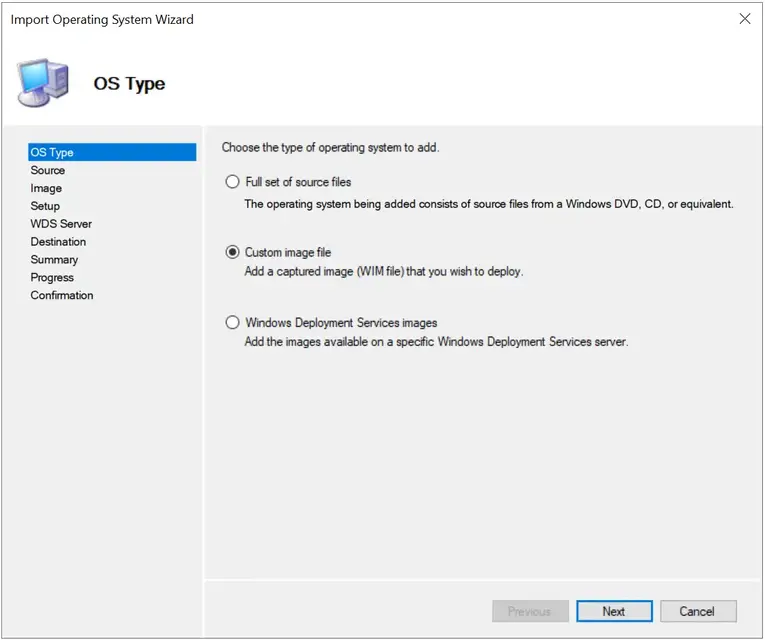 Import Operating System Wizard
OS Type
OS Type
Source
Image
Setup
WDS Server
Destination
Summary
Progress
Confirmation
Choose the type of operating system to add.
Full set of source files
The operating system being added consists of source files from a Windows DVD, CD, or equivalent.
Custom image file
Add a captured image (WIM file) that you wish to deploy.
Windows Deployment Services images
Add the images available on a specific Windows Deployment Services server.
Previous
Next
Cancel